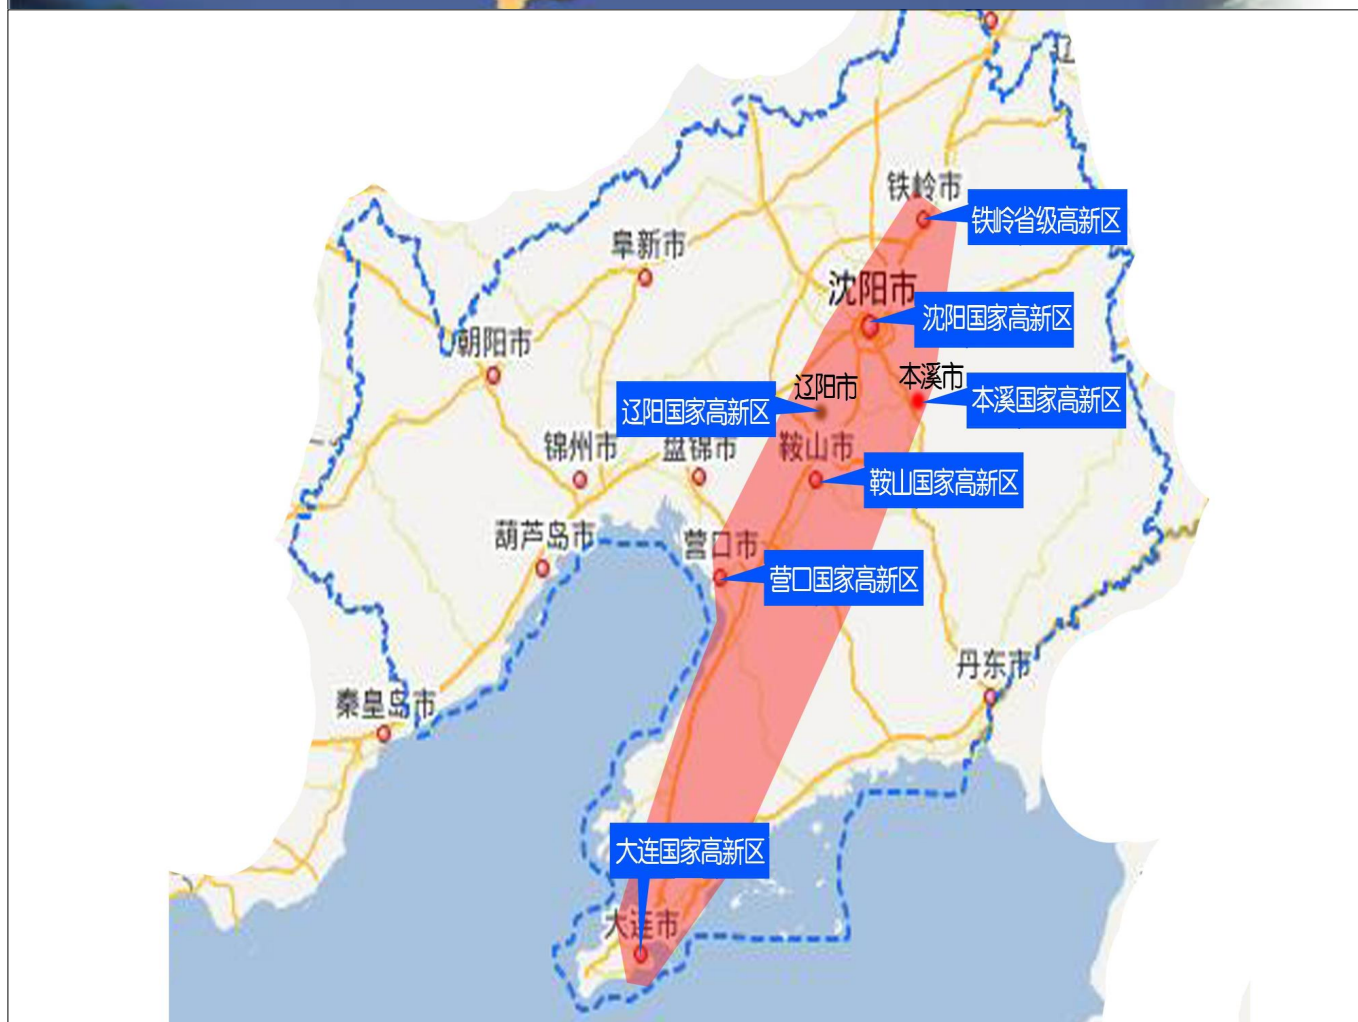 辽
铁岭市
铁岭省级高新区
阜新市
沈阳市
沈阳国家高新区
朝阳市
辽阳市
本溪市
本溪国家高新区
辽阳国家高新区
锦州市
盘锦市
鞍山市
鞍山国家高新区
葫芦岛市
营口市
营口国家高新区
丹东市
秦皇岛市
大连国家高新区
大连市